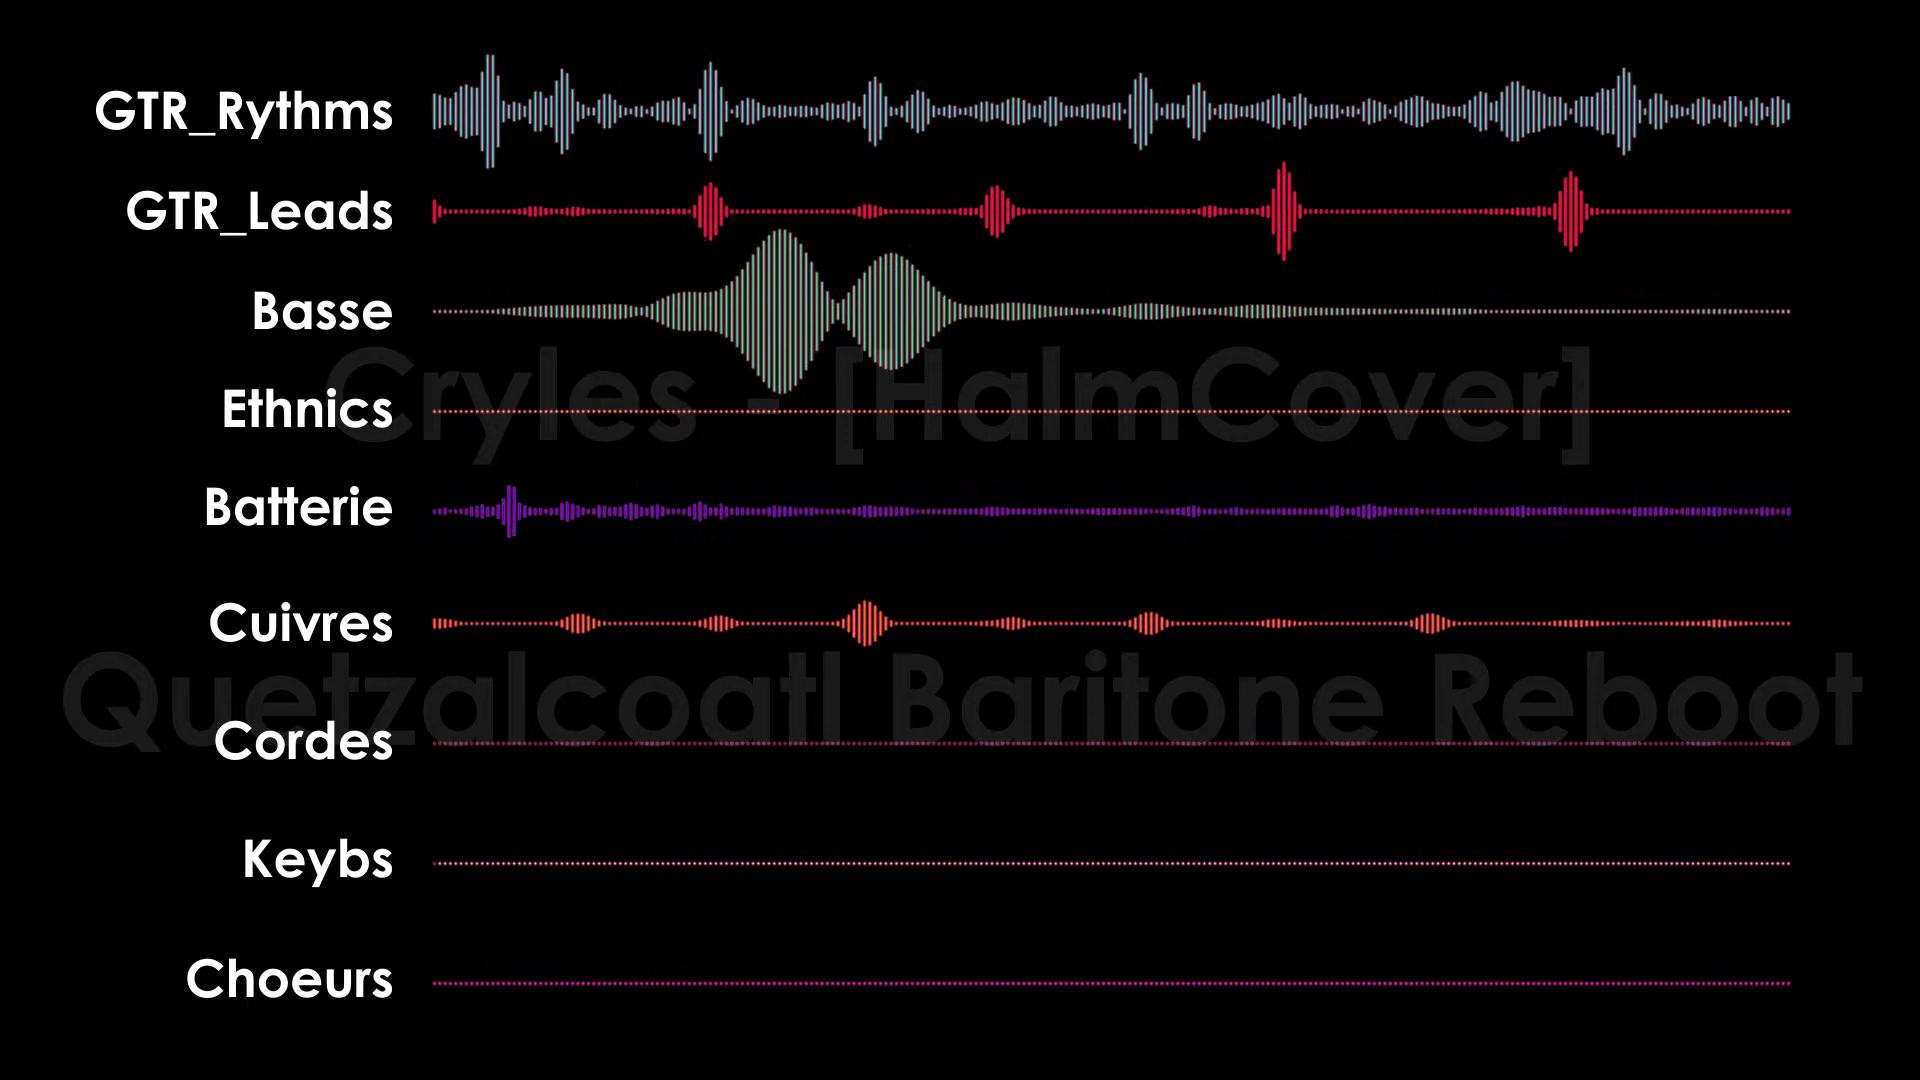 GTR_Rythms
GTR_Leads
Basse
Cryles - [HalmCover]
Ethnics
Batterie
Cuivres
Quetzalcoatl Baritone Reboot
Cordes
Keybs
Choeurs